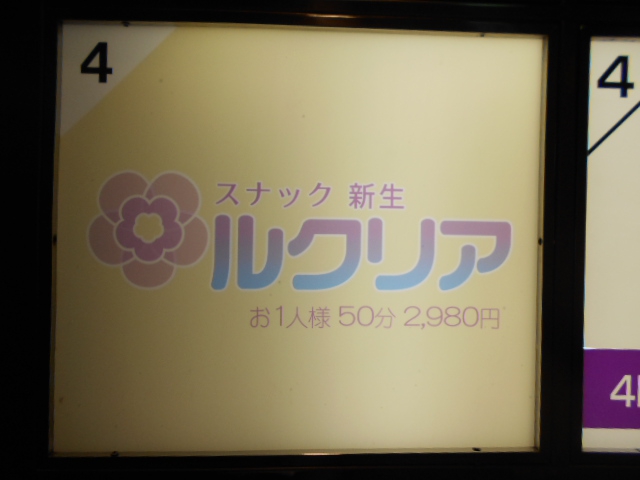 4
スナック 新生
ルクリア
お1人様 50分 2,980円
4